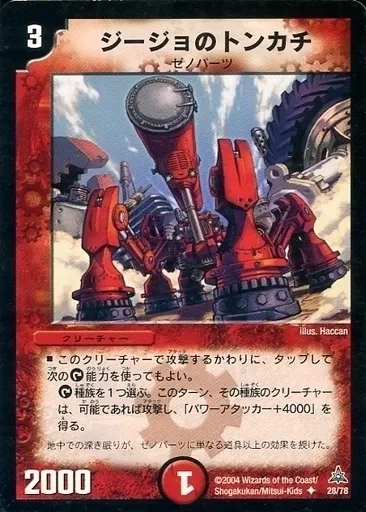 3
ジージョのトンカチ
ゼノパーツ
illus. Haccan
クリーチャー
■ このクリーチャーで攻撃するかわりに、タップして
次の能力を使ってもよい。
種族を1つ選ぶ。このターン、その種族のクリーチャー
は、可能であれば攻撃し、「パワーアタッカー+4000」を
得る。
地中での深き眠りが、ゼノパーツに単なる道具以上の効果を授けた。
2000
1
©2004 Wizards of the Coast/
Shogakukan/Mitsui-Kids
28/78